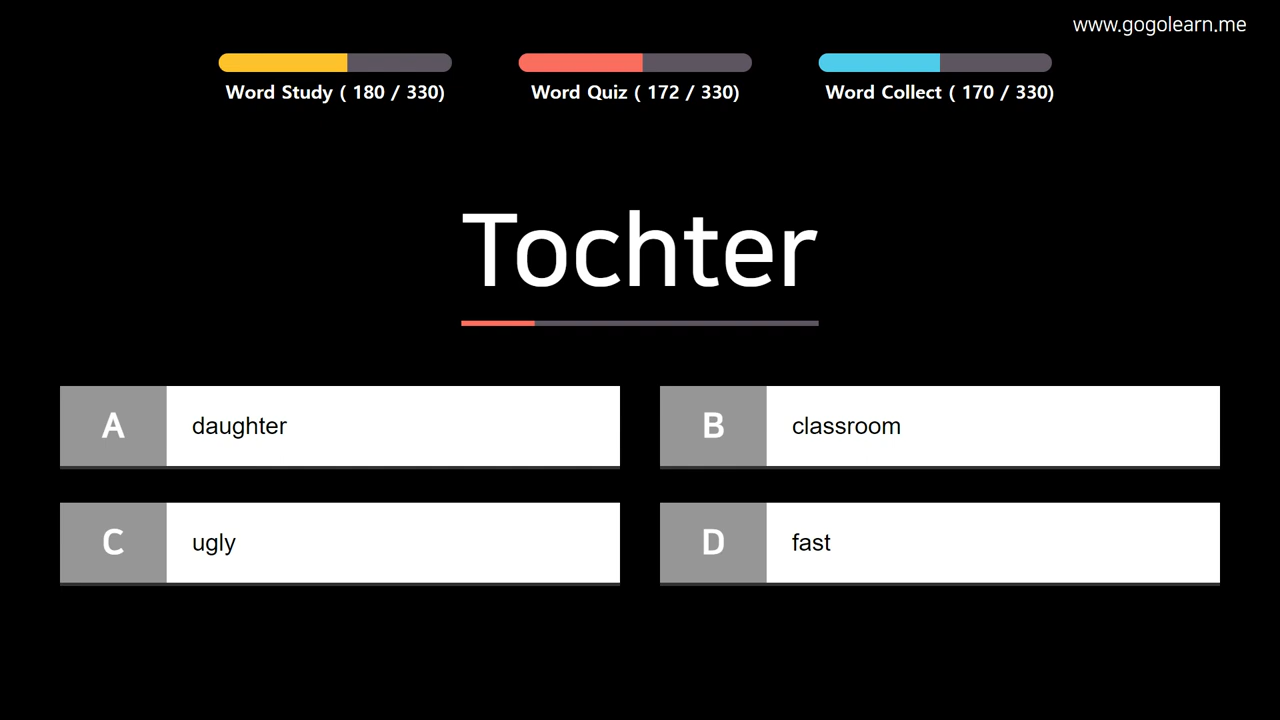 www.gogolearn.me
Word Study ( 180 / 330)
Word Quiz ( 172 / 330)
Word Collect ( 170 / 330)
Tochter
A daughter
B classroom
C ugly
D fast